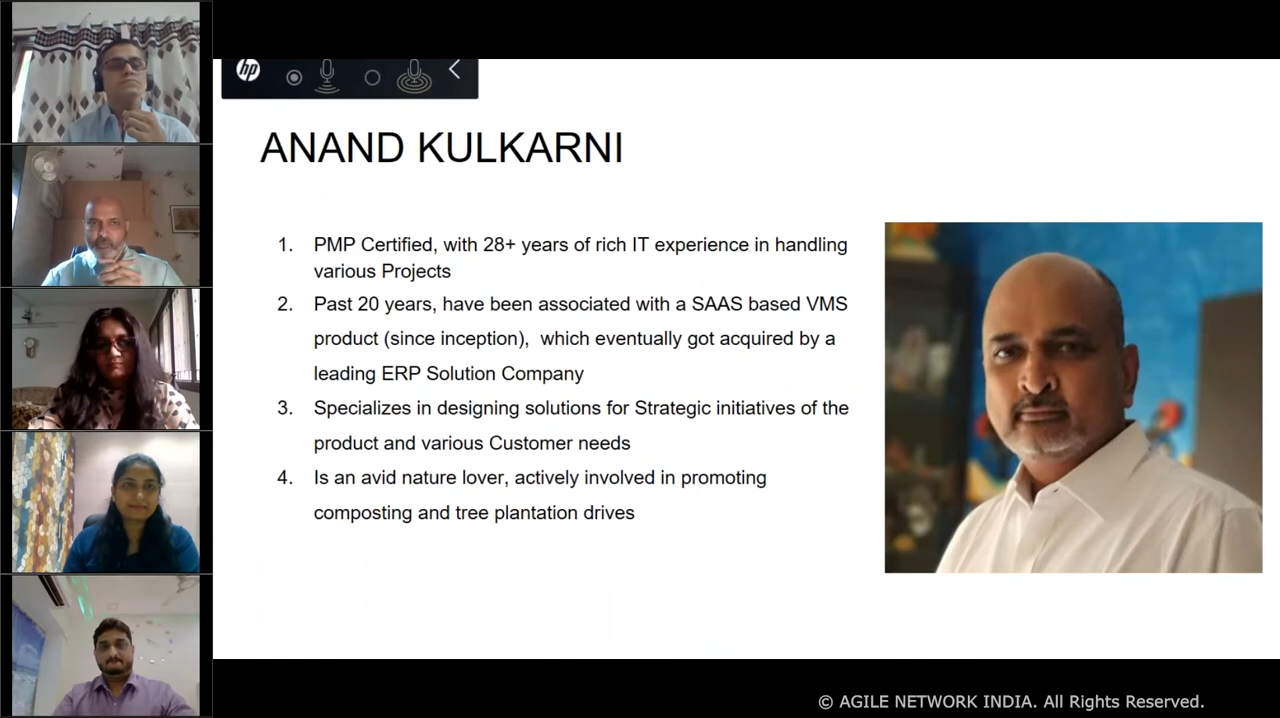 hp
ANAND KULKARNI
1. PMP Certified, with 28+ years of rich IT experience in handling
various Projects
2. Past 20 years, have been associated with a SAAS based VMS
product (since inception), which eventually got acquired by a
leading ERP Solution Company
3. Specializes in designing solutions for Strategic initiatives of the
product and various Customer needs
4. Is an avid nature lover, actively involved in promoting
composting and tree plantation drives
© AGILE NETWORK INDIA. All Rights Reserved.